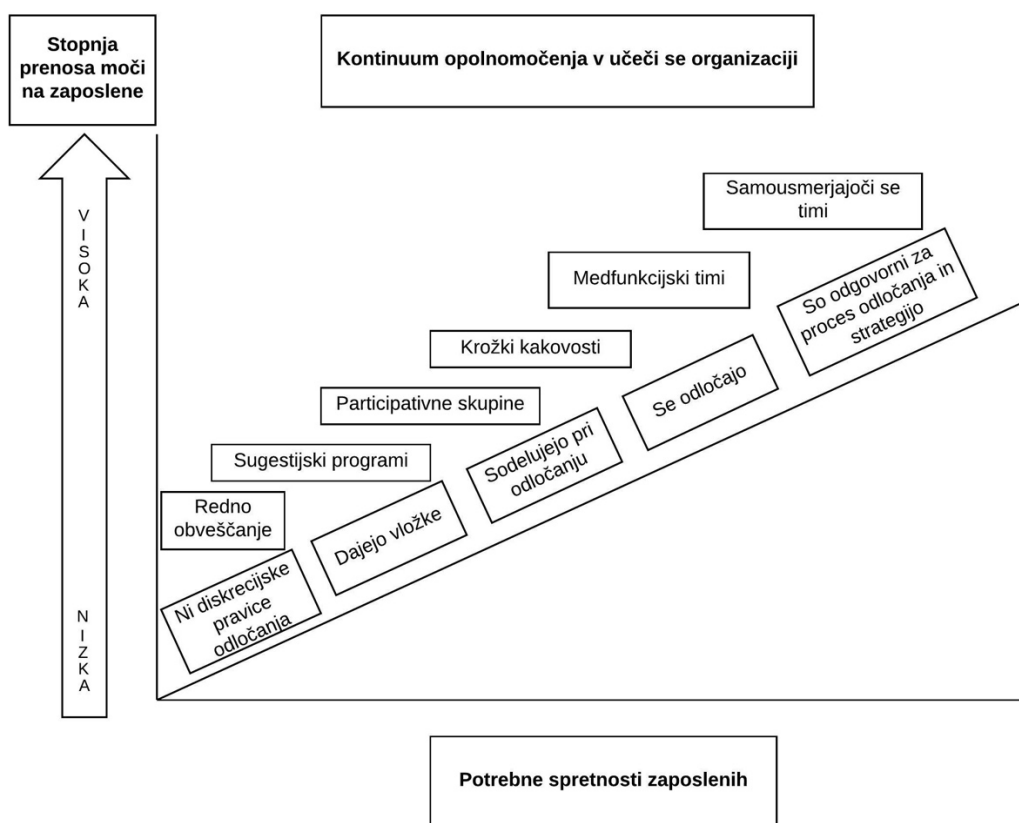 Stopnja
prenosa moči
na zaposlene
Kontinuum opolnomočenja v učeči se organizaciji
VISOKA
NIZKA
Samousmerjajoči se
timi
Medfunkcijski timi
Krožki kakovosti
Participativne skupine
Sugestijski programi
Redno
obveščanje
So odgovorni za
proces odločanja in
strategijo
Se odločajo
Sodelujejo pri
odločanju
Dajejo vložke
Ni diskrecijske
pravice
odločanja
Potrebne spretnosti zaposlenih